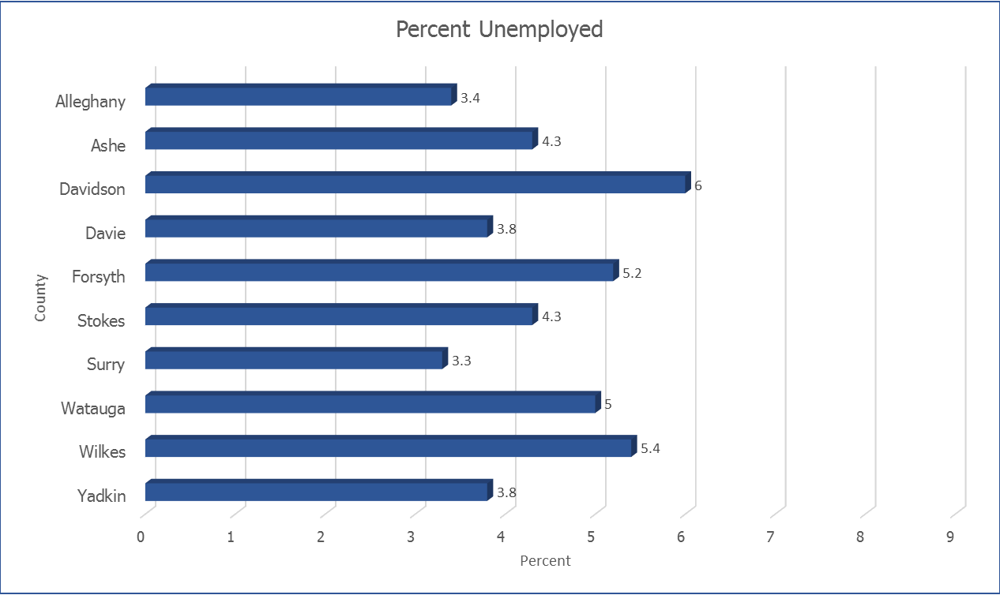 Percent Unemployed
County
Alleghany 3.4
Ashe 4.3
Davidson 6
Davie 3.8
Forsyth 5.2
Stokes 4.3
Surry 3.3
Watauga 5
Wilkes 5.4
Yadkin 3.8
0 1 2 3 4 5 6 7 8 9
Percent